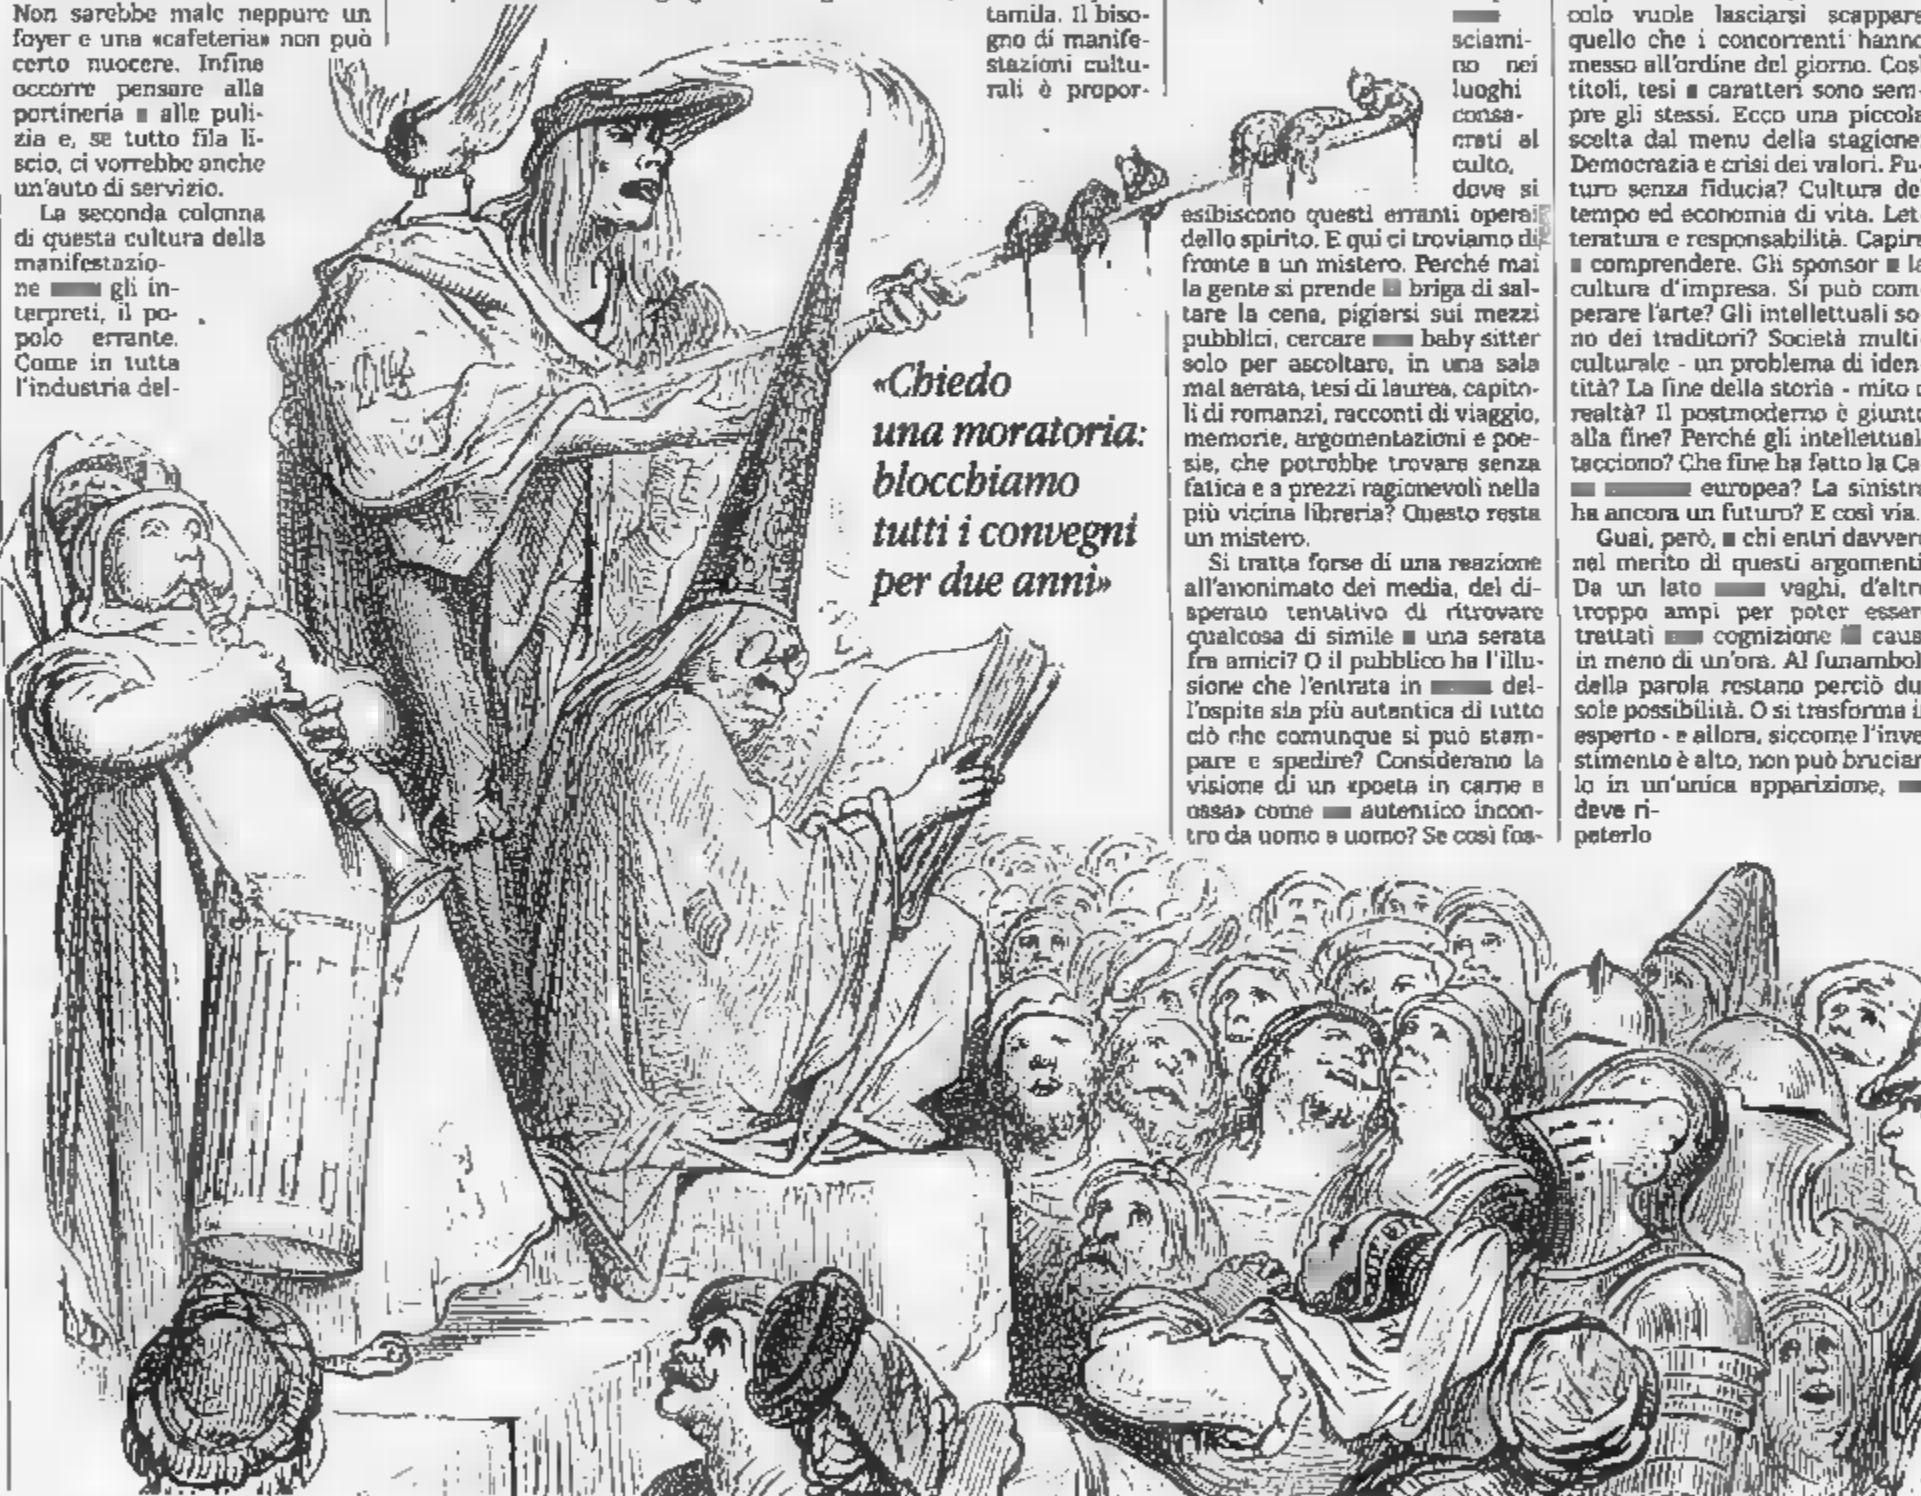 Non sarebbe male neppure un
foyer e una «cafeteria» non può
certo nuocere. Infine
occorre pensare alla
portineria alle puli-
zia e, se tutto fila li-
scio, ci vorrebbe anche
un'auto di servizio.
La seconda colonna
di questa cultura della
manifestazio-
ne gli in-
terpreti, il po-
polo errante.
Come in tutta
l'industria del-
«Chiedo
una moratoria:
blocchiamo
tutti i convegni
per due anni»
tamila. Il biso-
gno di manife-
stazioni cultu-
rali è propor-
sciami-
no nei
luoghi
consa-
crati al
culto,
dove si
esibiscono questi erranti operai
dello spirito. E qui ci troviamo di
fronte a un mistero. Perché mai
la gente si prende briga di sal-
tare la cena, pigiarsi sui mezzi
pubblici, cercare baby sitter
solo per ascoltare, in una sala
mal aerata, tesi di laurea, capito-
li di romanzi, racconti di viaggio,
memorie, argomentazioni e poe-
sie, che potrebbe trovare senza
fatica e a prezzi ragionevoli nella
più vicina libreria? Questo resta
un mistero.
Si tratta forse di una reazione
all'anonimato dei media, del di-
sperato tentativo di ritrovare
qualcosa di simile una serata
fra amici? O il pubblico ha l'illu-
sione che l'entrata in del-
l'ospite sia più autentica di tutto
ciò che comunque si può stam-
pare e spedire? Considerano la
visione di un «poeta in carne e
ossa» come autentico incon-
tro da uomo a uomo? Se così fos-
colo vuole lasciarsi scappare
quello che i concorrenti hanno
messo all'ordine del giorno. Così
titoli, tesi caratteri sono sem-
pre gli stessi. Ecco una piccola
scelta dal menu della stagione:
Democrazia e crisi dei valori. Fu-
turo senza fiducia? Cultura de
tempo ed economia di vita. Let-
teratura e responsabilità. Capire
comprendere. Gli sponsor la
cultura d'impresa. Si può com
perare l'arte? Gli intellettuali so
no dei traditori? Società multi-
culturale - un problema di iden
tità? La fine della storia - mito
realtà? Il postmoderno è giunto
alla fine? Perché gli intellettual
tacciono? Che fine ha fatto la Ca
europea? La sinistra
ha ancora un futuro? E così via.
Guai, però, chi entri davvero
nel merito di questi argomenti
Da un lato vaghi, d'altro
troppo ampi per poter esser
trattati cognizione caus
in meno di un'ora. Al funambol
della parola restano perciò du
sole possibilità. O si trasforma i
esperto - e allora, siccome l'inve
stimento è alto, non può bruciar
lo in un'unica apparizione,
deve ri-
peterlo